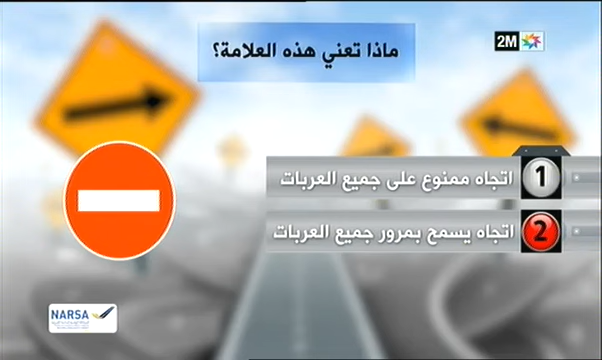 ماذا تعني هذه العلامة؟
2M
1 اتجاه ممنوع على جميع العربات
2 اتجاه يسمح بمرور جميع العربات
NARSA